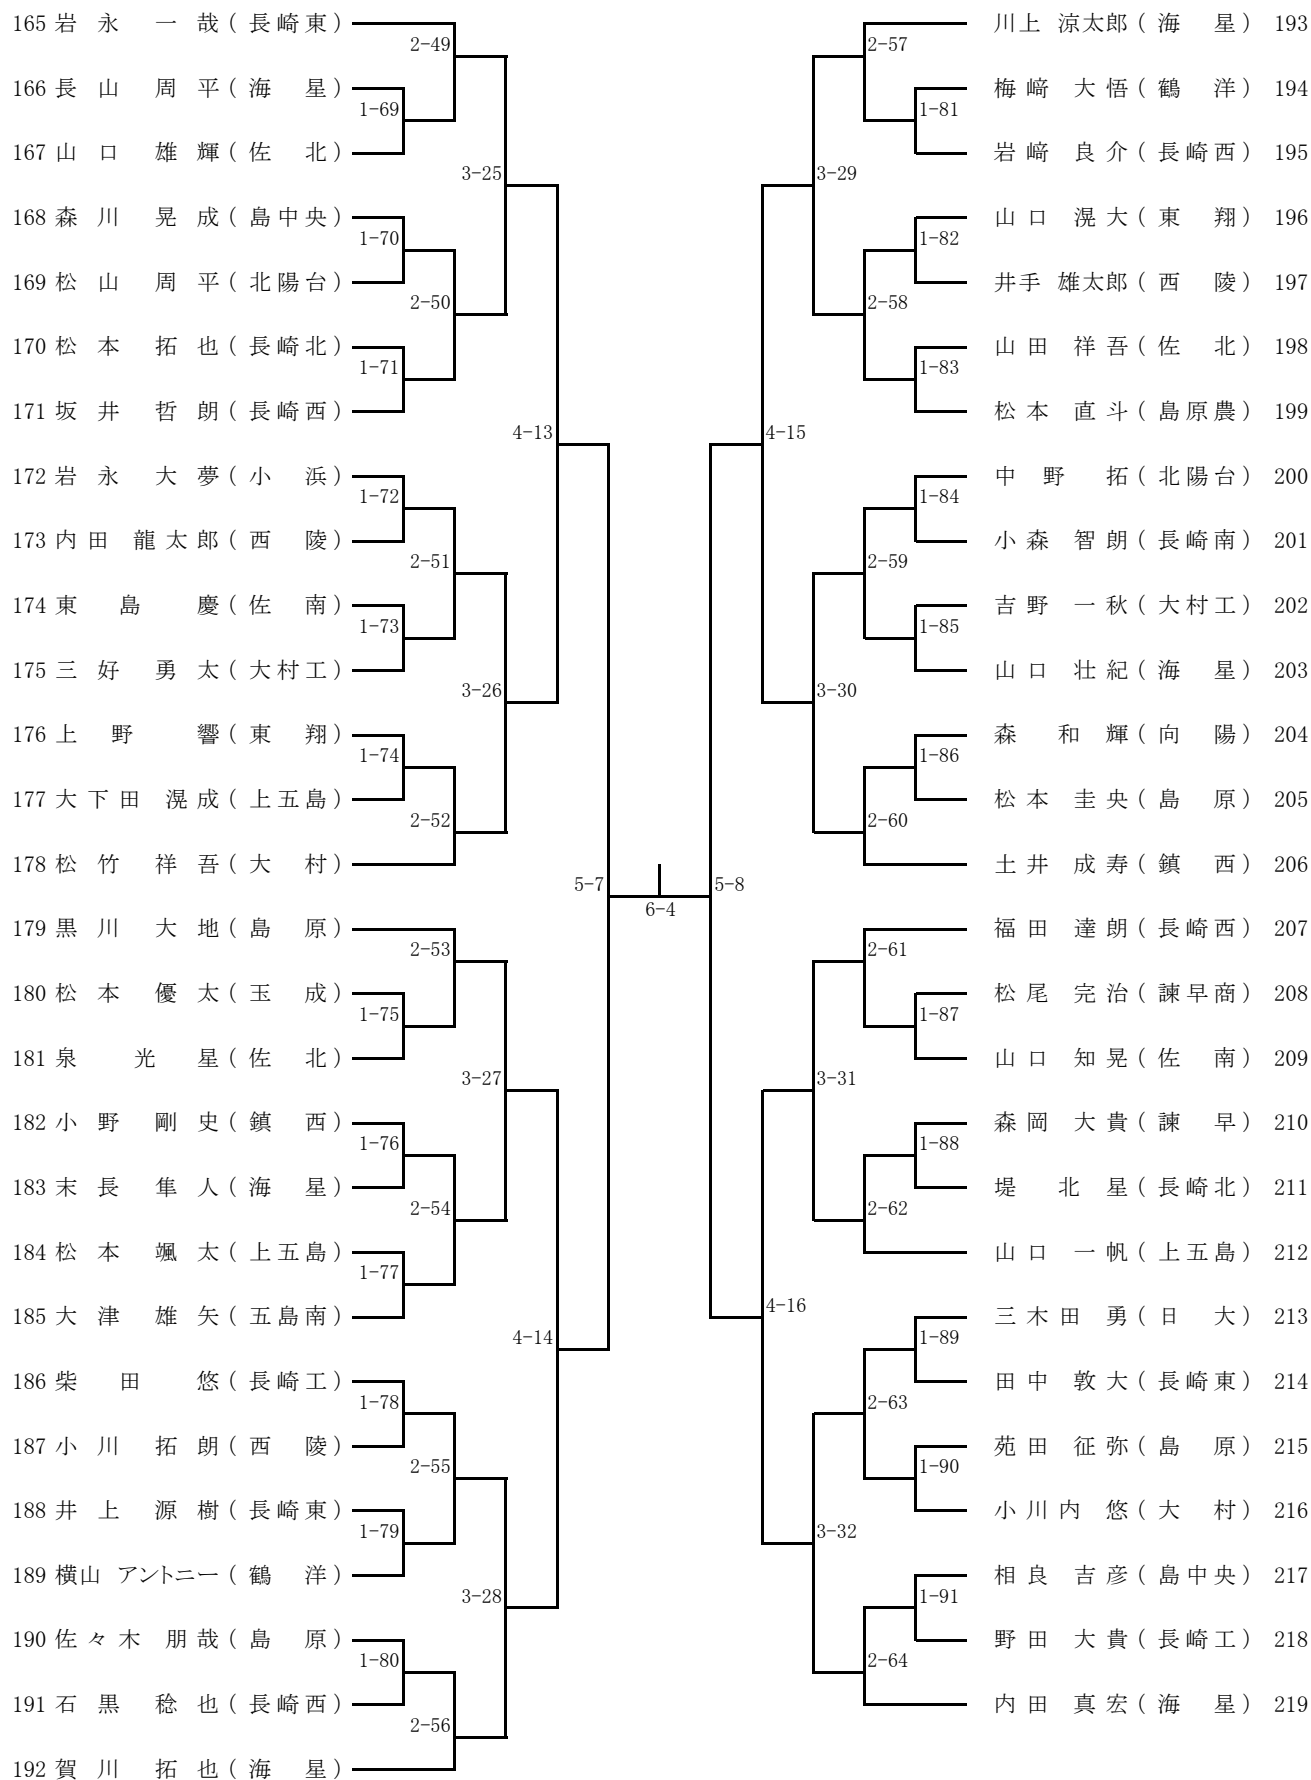 165 岩永 一哉 (長崎東)
2-49
166 長山 周平 (海星)
1-69
167 山口 雄輝 (佐北)
3-25
168 森川 晃成 (島中央)
1-70
169 松山 周平 (北陽台)
2-50
170 松本 拓也 (長崎北)
1-71
171 坂井 哲朗 (長崎西)
4-13
172 岩永 大夢 (小浜)
1-72
173 内田 龍太郎 (西陵)
2-51
174 東島 慶 (佐南)
1-73
175 三好 勇太 (大村工)
3-26
176 上野 響 (東翔)
1-74
177 大下田 滉成 (上五島)
2-52
178 松竹 祥吾 (大村)
5-7
179 黒川 大地 (島原)
2-53
180 松本 優太 (玉成)
1-75
181 泉 光星 (佐北)
3-27
182 小野 剛史 (鎮西)
1-76
183 末長 隼人 (海星)
2-54
184 松本 颯太 (上五島)
1-77
185 大津 雄矢 (五島南)
4-14
186 柴田 悠 (長崎工)
1-78
187 小川 拓朗 (西陵)
2-55
188 井上 源樹 (長崎東)
1-79
189 横山 アントニー (鶴洋)
3-28
190 佐々木 朋哉 (島原)
1-80
191 石黒 稔也 (長崎西)
2-56
192 賀川 拓也 (海星)
6-4
川上 涼太郎 (海星) 193
2-57
梅﨑 大悟 (鶴洋) 194
1-81
岩﨑 良介 (長崎西) 195
3-29
山口 滉大 (東翔) 196
1-82
井手 雄太郎 (西陵) 197
2-58
山田 祥吾 (佐北) 198
1-83
松本 直斗 (島原農) 199
4-15
中野 拓 (北陽台) 200
1-84
小森 智朗 (長崎南) 201
2-59
吉野 一秋 (大村工) 202
1-85
山口 壮紀 (海星) 203
3-30
森 和輝 (向陽) 204
1-86
松本 圭央 (島原) 205
2-60
土井 成寿 (鎮西) 206
5-8
福田 達朗 (長崎西) 207
2-61
松尾 完治 (諫早商) 208
1-87
山口 知晃 (佐南) 209
3-31
森岡 大貴 (諫早) 210
1-88
堤 北星 (長崎北) 211
2-62
山口 一帆 (上五島) 212
4-16
三木田 勇 (日大) 213
1-89
田中 敦大 (長崎東) 214
2-63
苑田 征弥 (島原) 215
1-90
小川内 悠 (大村) 216
3-32
相良 吉彦 (島中央) 217
1-91
野田 大貴 (長崎工) 218
2-64
内田 真宏 (海星) 219